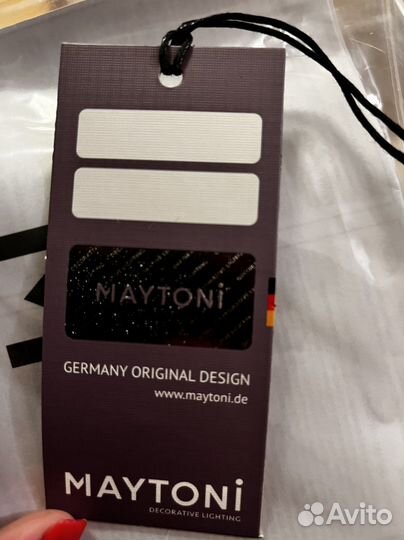 MAYTONi
GERMANY ORIGINAL DESIGN
www.maytoni.de
MAYTONi
DECORATIVE LIGHTING
Avito